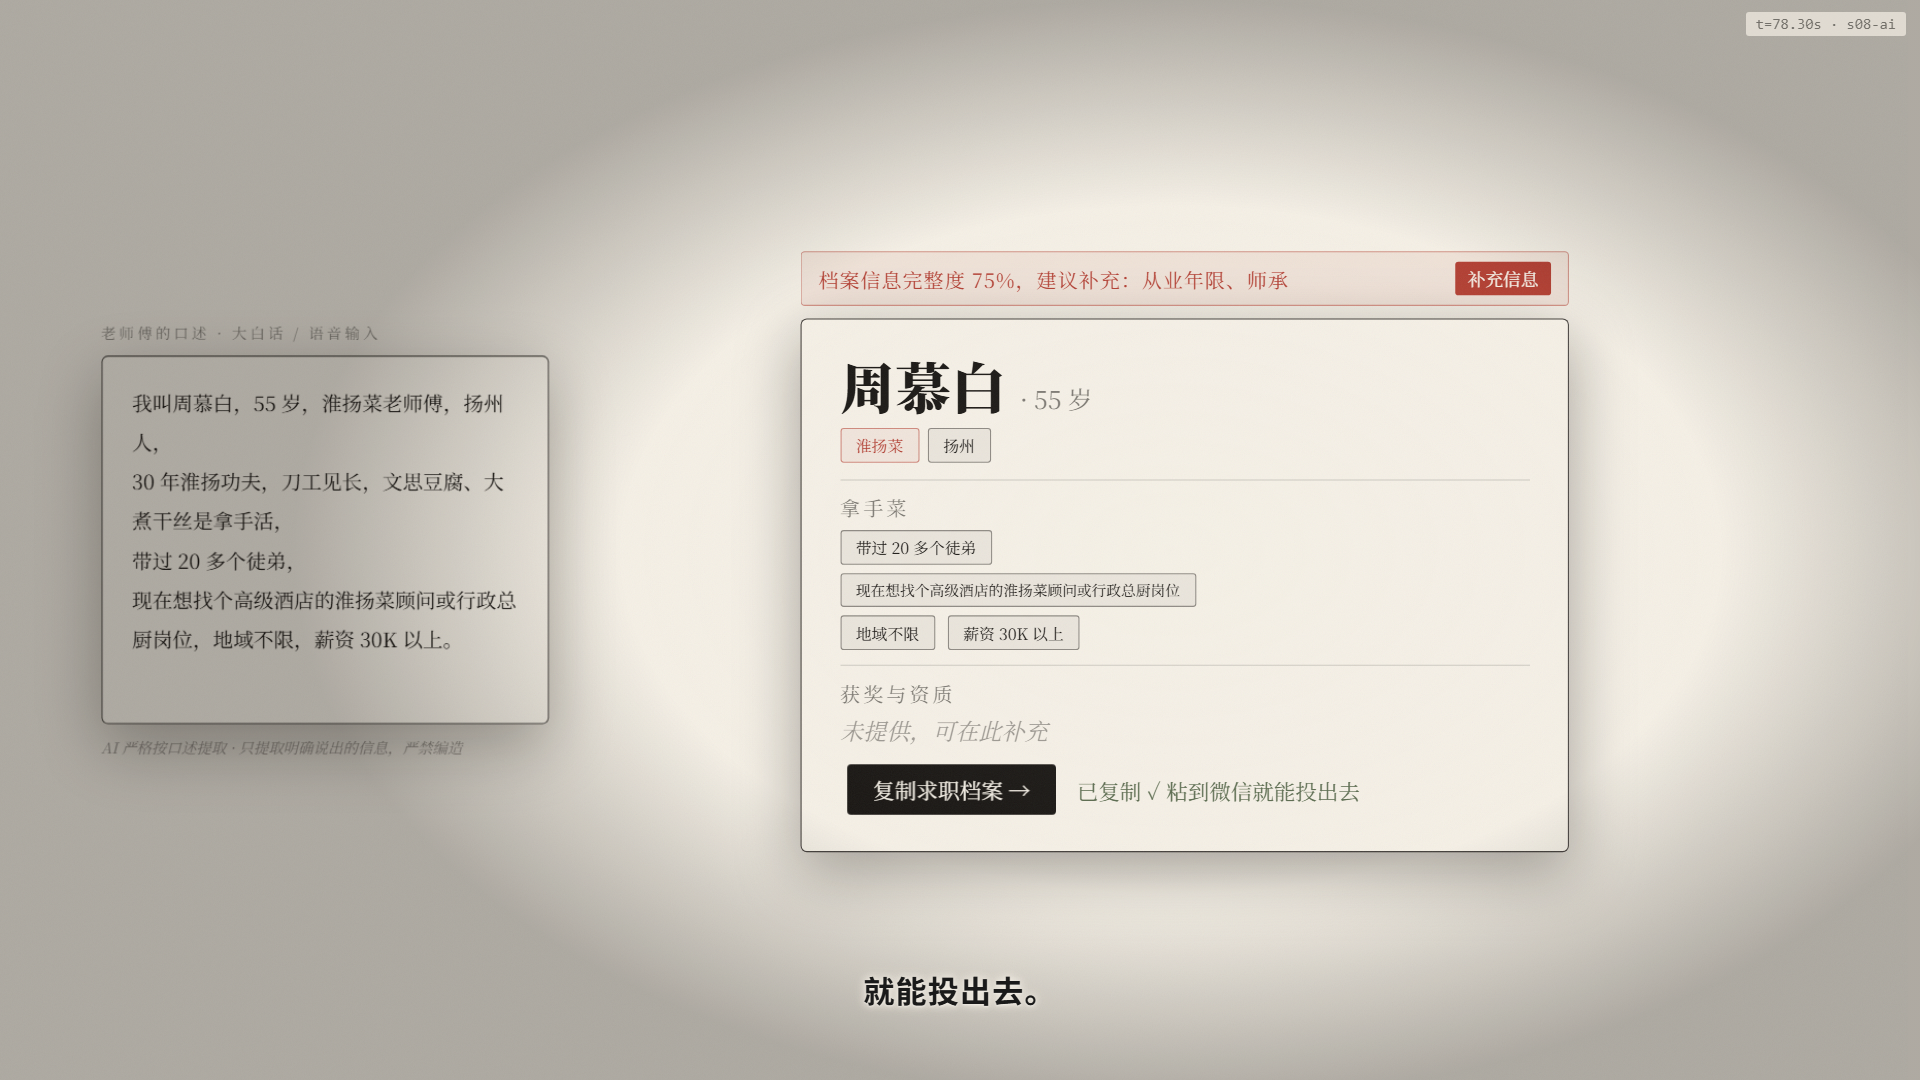 t=78.30s · s08-ai
老师傅的口述 · 大白话 / 语音输入
我叫周慕白，55 岁，淮扬菜老师傅，扬州
人，
30 年淮扬功夫，刀工见长，文思豆腐、大
煮干丝是拿手活，
带过 20 多个徒弟，
现在想找个高级酒店的淮扬菜顾问或行政总
厨岗位，地域不限，薪资 30K 以上。
AI 严格按口述提取 · 只提取明确说出的信息，严禁编造
档案信息完整度 75%，建议补充：从业年限、师承
补充信息
周慕白 · 55 岁
淮扬菜 扬州
拿手菜
带过 20 多个徒弟
现在想找个高级酒店的淮扬菜顾问或行政总厨岗位
地域不限 薪资 30K 以上
获奖与资质
未提供，可在此补充
复制求职档案 → 已复制 ✓ 粘到微信就能投出去
就能投出去。